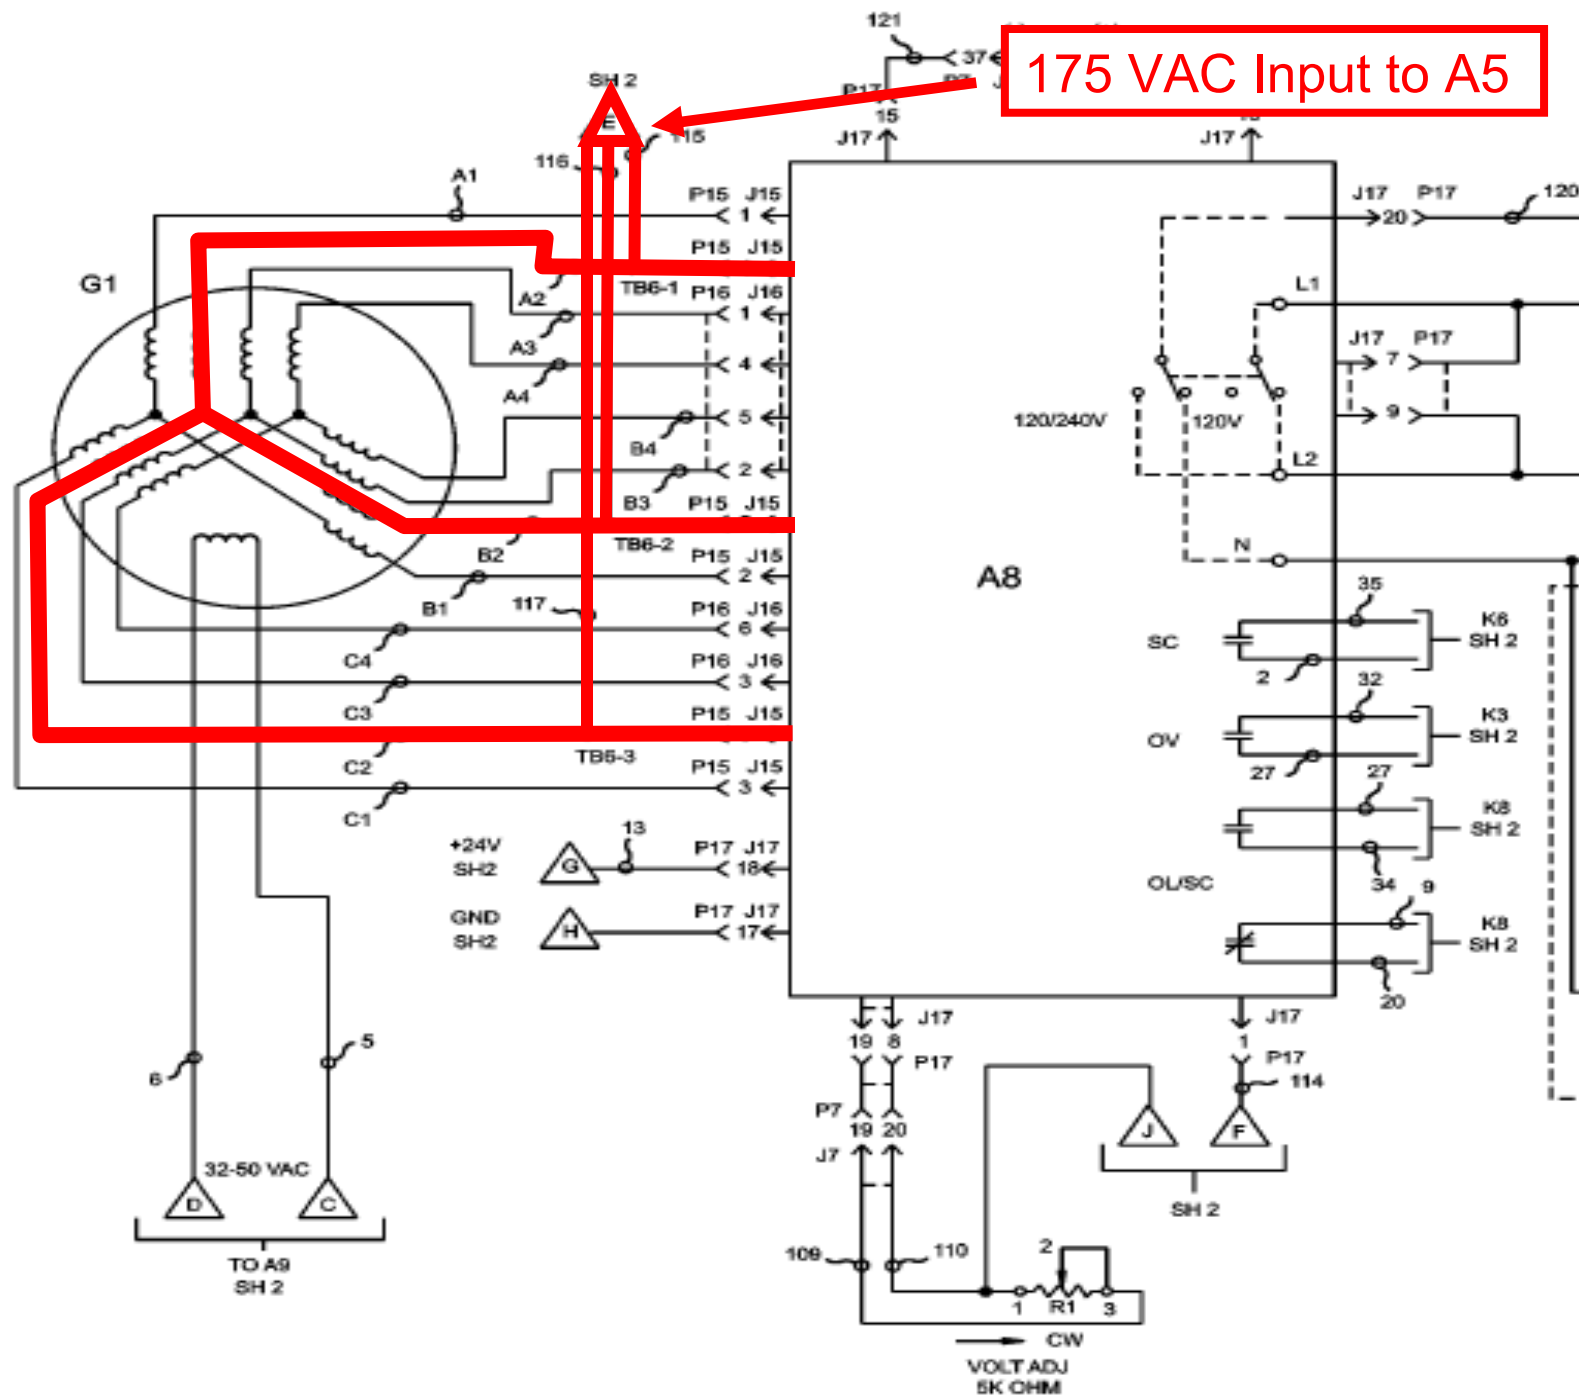 121
37
175 VAC Input to A5
SH 2
P17
15
J17
J17
E
115
116
A1
P15 J15
1
J17 P17
20
120
P15 J15
G1
TB6-1
A2
P16 J16
1
L1
A3
J17 P17
7
4
A4
9
120/240V
120V
5
B4
L2
2
B3
P15 J15
TB6-2
B2
N
P15 J15
2
A8
B1
117
P16 J16
6
35
K6
SH 2
SC
2
C4
P16 J16
3
32
C3
K3
SH 2
P15 J15
OV
27
TB6-3
C2
P15 J15
3
27
C1
K8
SH 2
+24V
SH2
G
13
P17 J17
18
OL/SC
34
9
GND
SH2
H
P17 J17
17
K8
SH 2
20
J17
19 8
P17
J17
1
P17
114
5
6
P7
19 20
J7
J
F
32-50 VAC
D
C
SH 2
TO A9
SH 2
109
110
2
1
R1
3
CW
VOLT ADJ
5K OHM